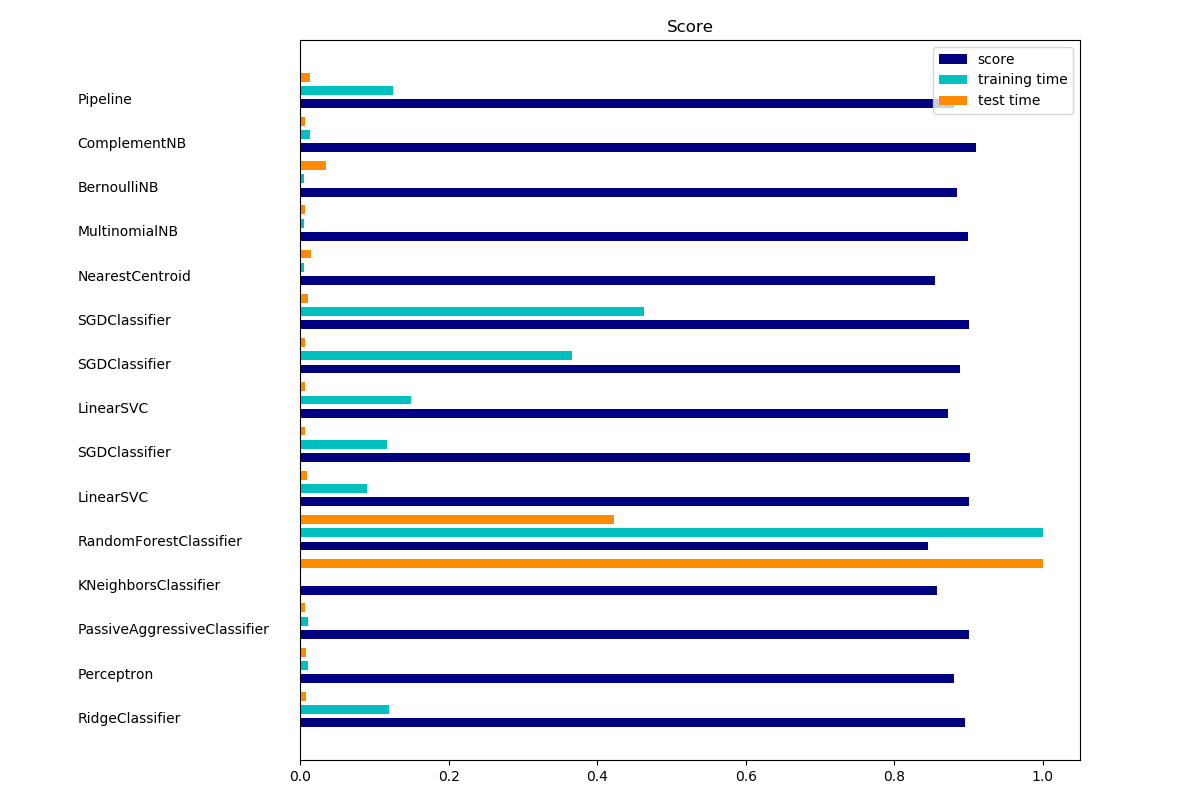 Score
score
training time
test time
Pipeline
ComplementNB
BernoulliNB
MultinomialNB
NearestCentroid
SGDClassifier
SGDClassifier
LinearSVC
SGDClassifier
LinearSVC
RandomForestClassifier
KNeighborsClassifier
PassiveAggressiveClassifier
Perceptron
RidgeClassifier
0.0 0.2 0.4 0.6 0.8 1.0